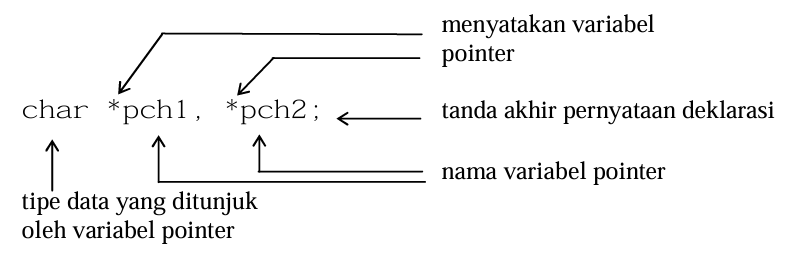 menyatakan variabel
pointer
char *pch1, *pch2;
tanda akhir pernyataan deklarasi
nama variabel pointer
tipe data yang ditunjuk
oleh variabel pointer